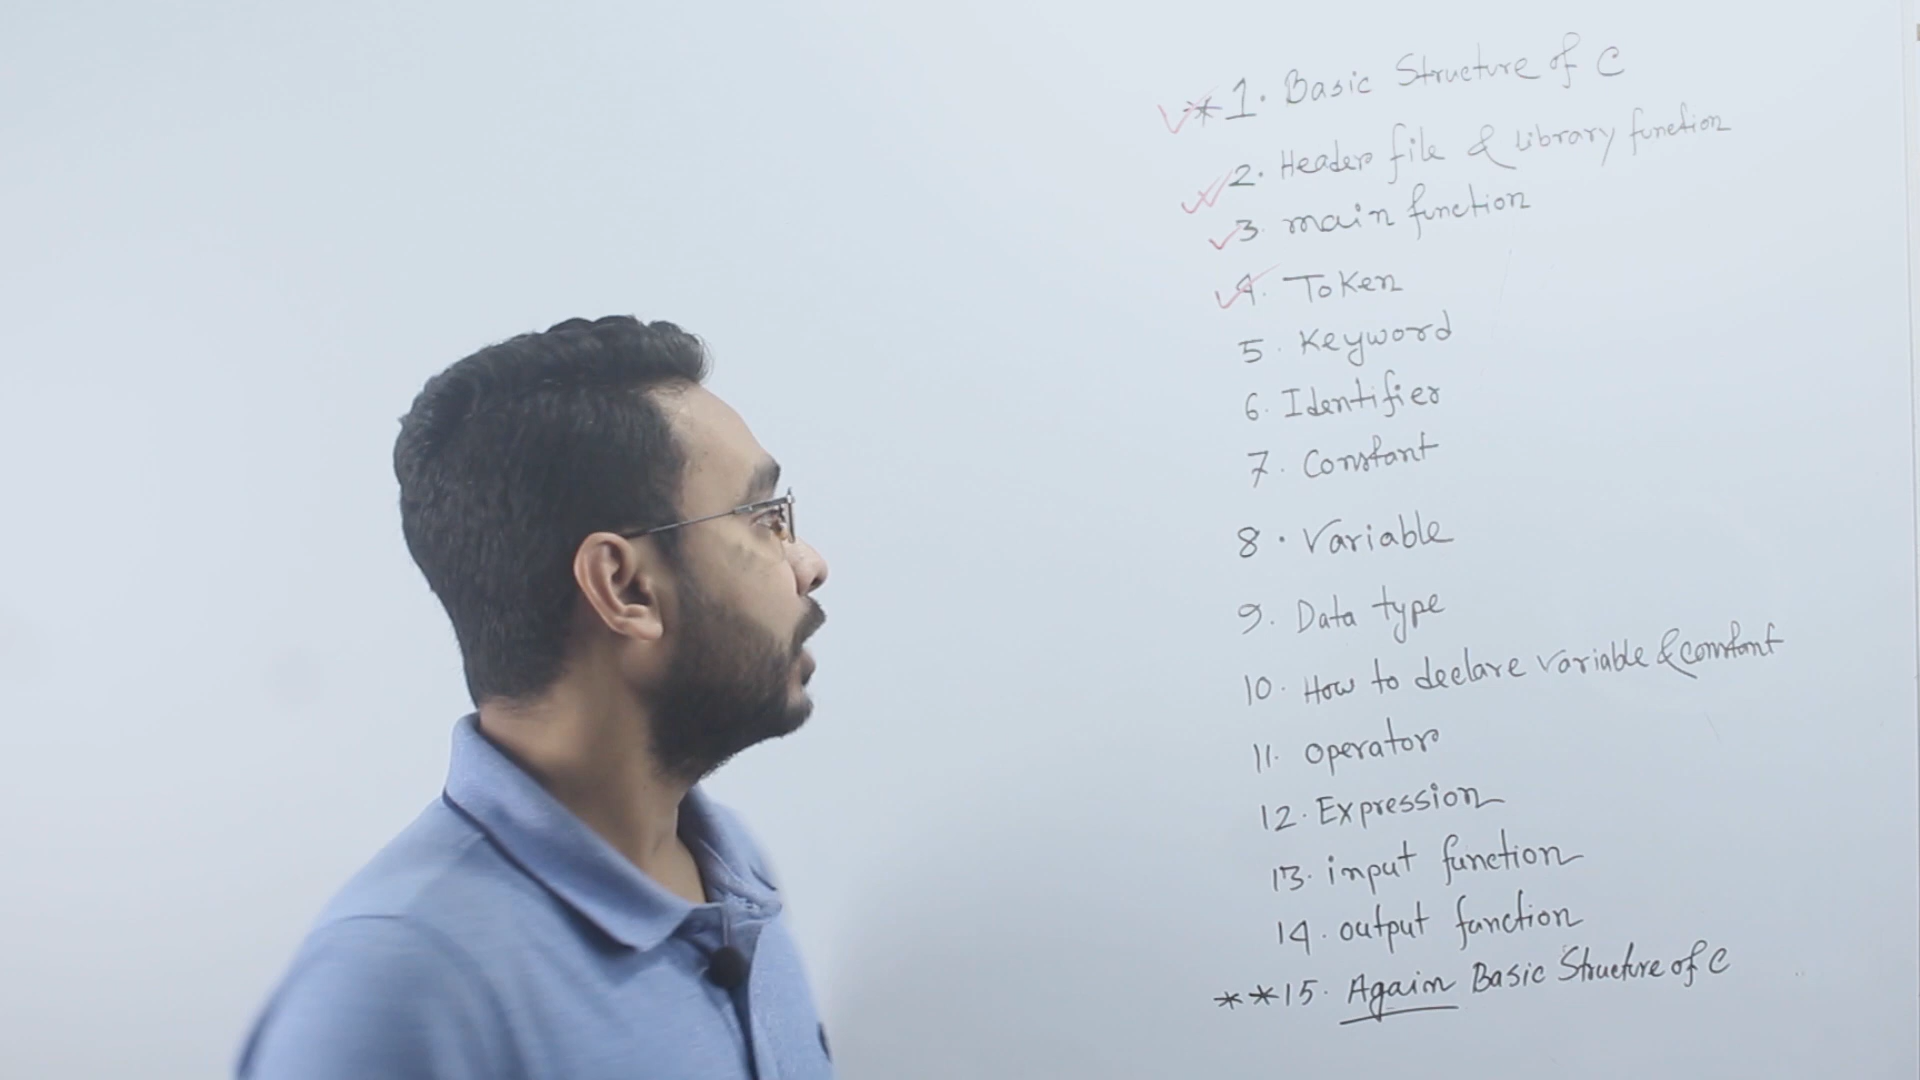 * 1. Basic Structure of C
2. Header file & Library function
3. main function
4. Token
5. Keyword
6. Identifier
7. Constant
8. Variable
9. Data type
10. How to declare variable & constant
11. operator
12. Expression
13. input function
14. output function
**15. Again Basic Structure of C